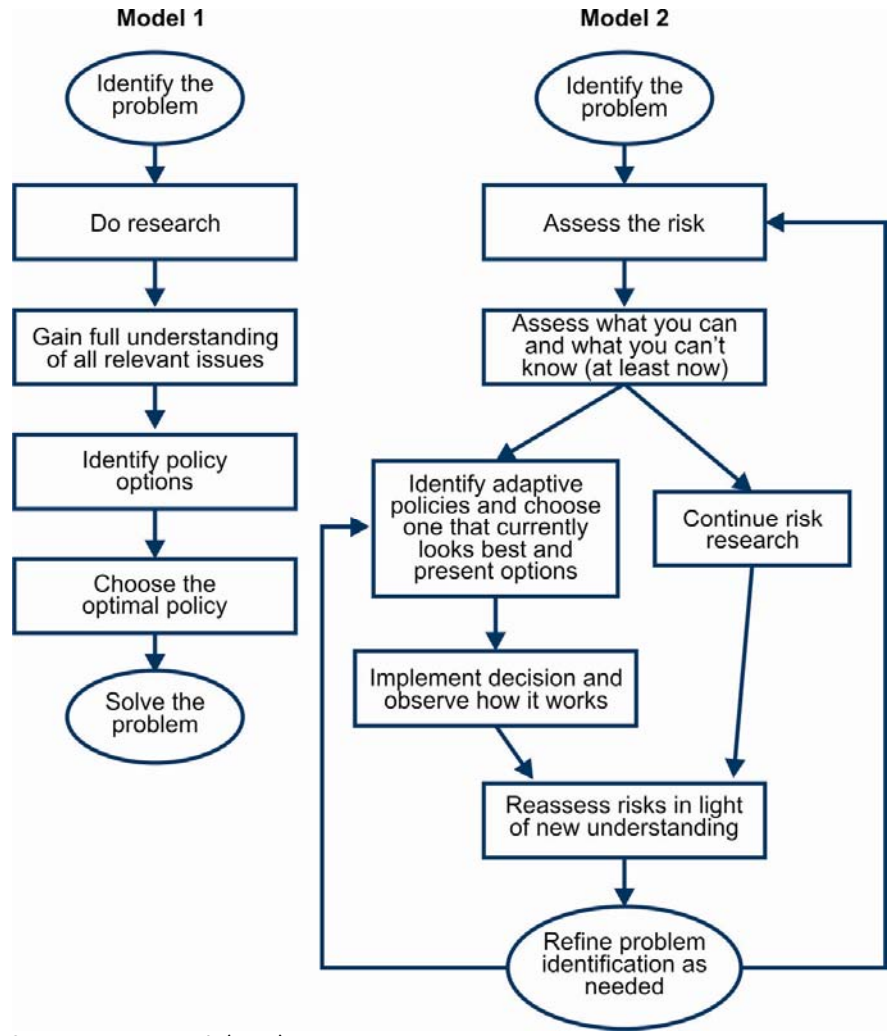 Model 1
Identify the
problem
Do research
Gain full understanding
of all relevant issues
Identify policy
options
Choose the
optimal policy
Solve the
problem
Model 2
Identify the
problem
Assess the risk
Assess what you can
and what you can't
know (at least now)
Identify adaptive
policies and choose
one that currently
looks best and
present options
Continue risk
research
Implement decision and
observe how it works
Reassess risks in light
of new understanding
Refine problem
identification as
needed